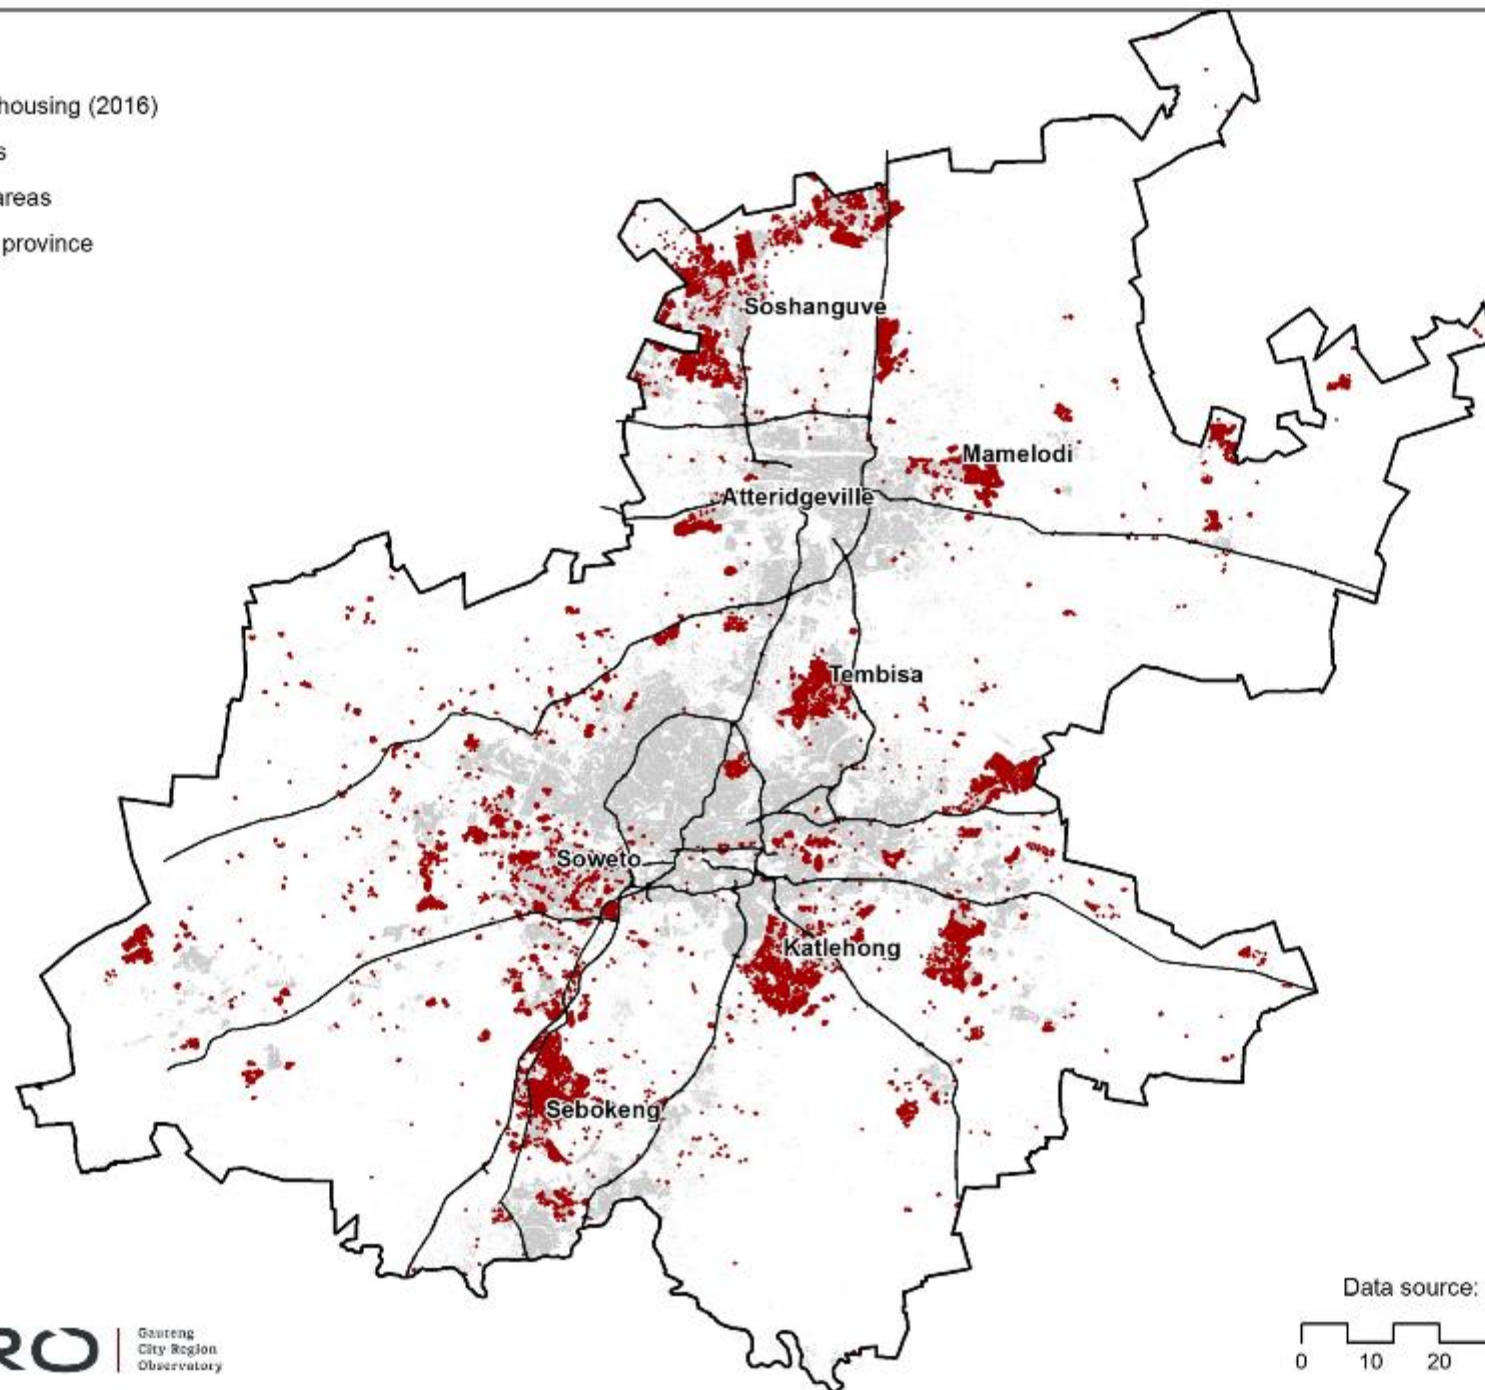 housing (2016)
s
areas
province
Soshanguve
Mamelodi
Atteridgeville
Tembisa
Soweto
Katlehong
Sebokeng
Data source:
0 10 20
RO
Gauteng
City Region
Observatory